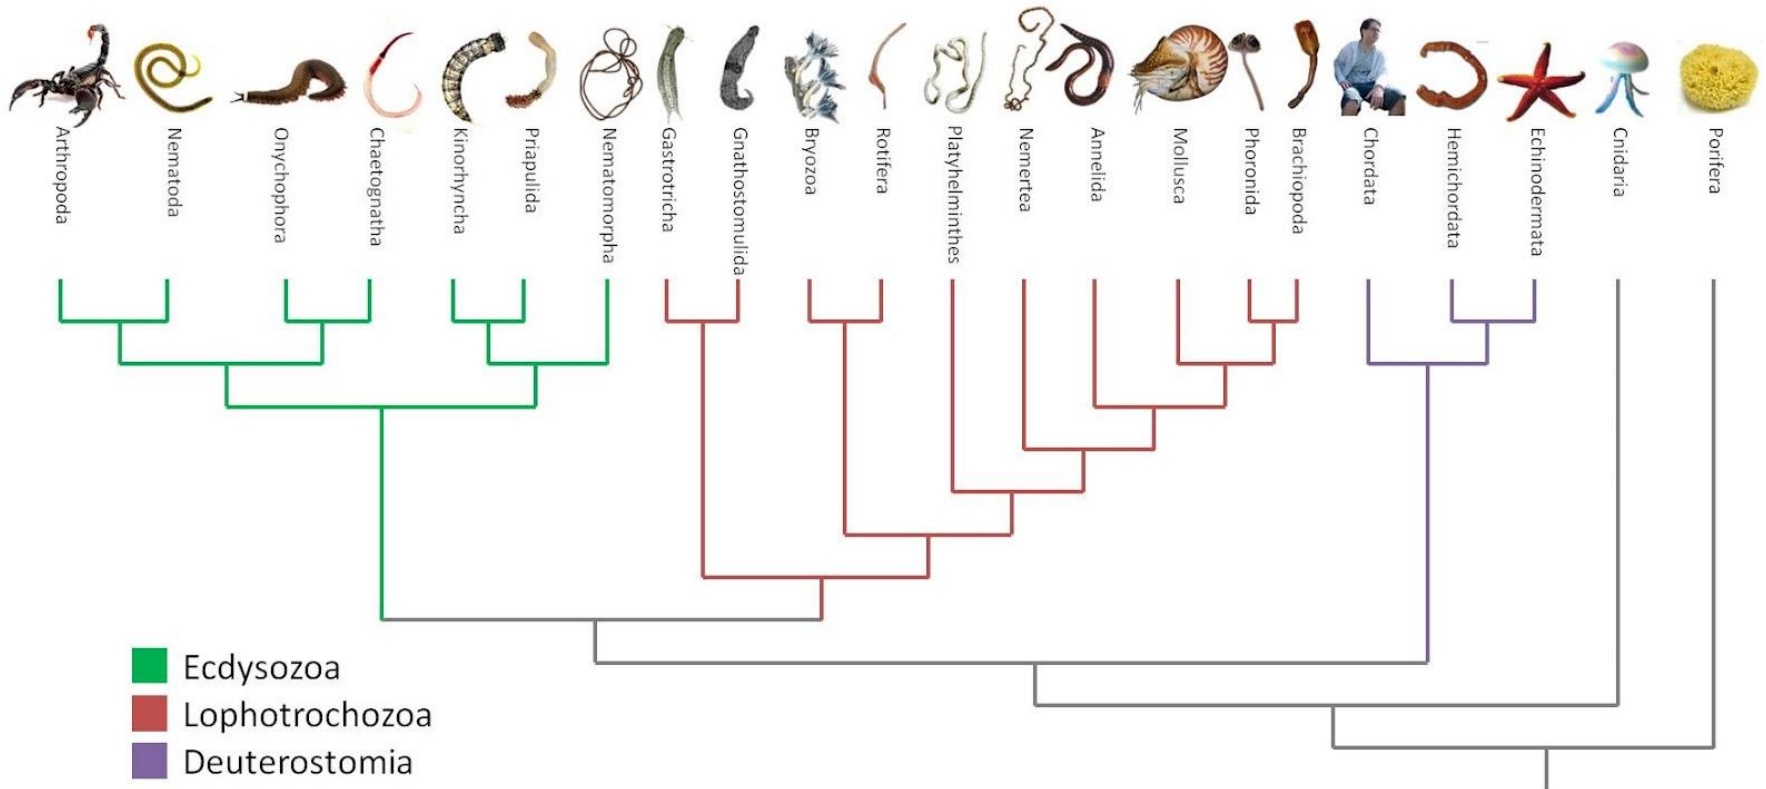 Arthropoda
Nematoda
Onychophora
Chaetognatha
Kinorhyncha
Priapulida
Nematomorpha
Gastrotricha
Gnathostomulida
Bryozoa
Rotifera
Platyhelminthes
Nemertea
Annelida
Mollusca
Phoronida
Brachiopoda
Chordata
Hemichordata
Echinodermata
Cnidaria
Porifera
Ecdysozoa
Lophotrochozoa
Deuterostomia